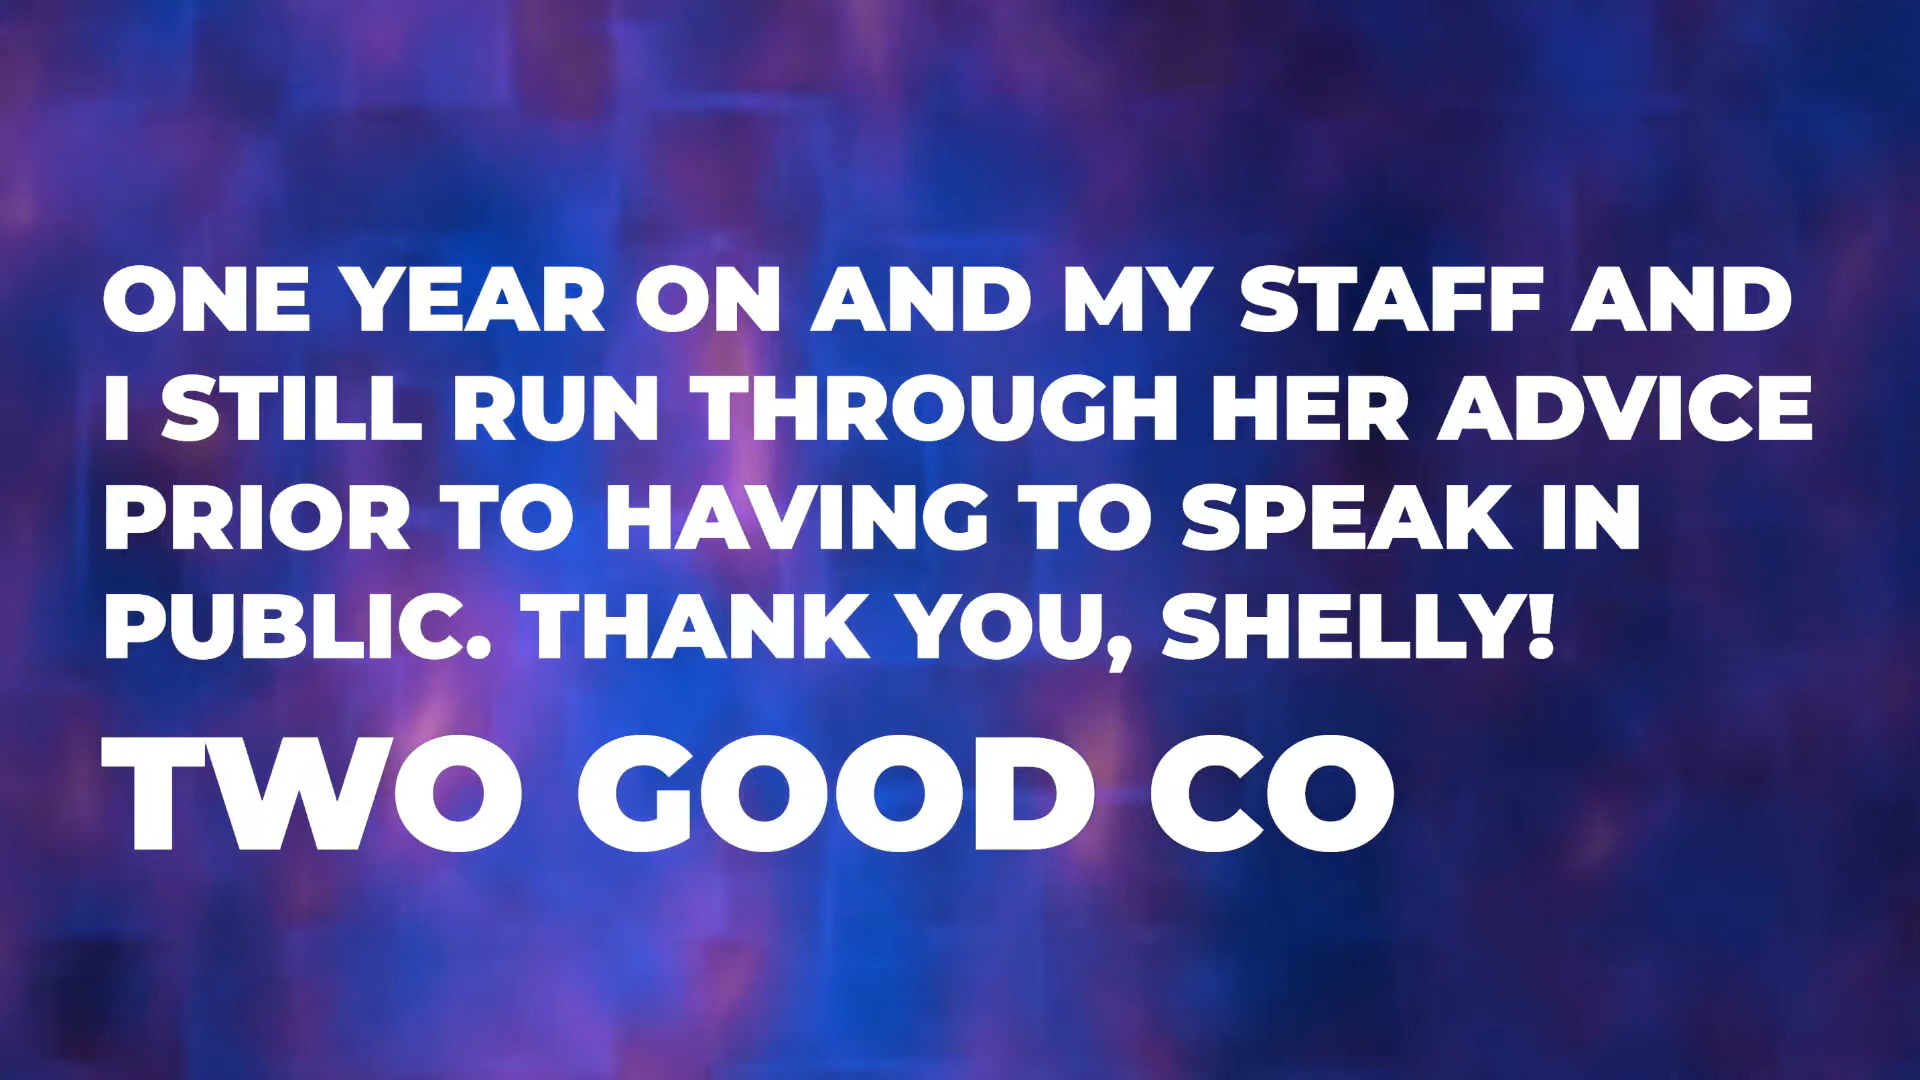 ONE YEAR ON AND MY STAFF AND
I STILL RUN THROUGH HER ADVICE
PRIOR TO HAVING TO SPEAK IN
PUBLIC. THANK YOU, SHELLY!
TWO GOOD CO